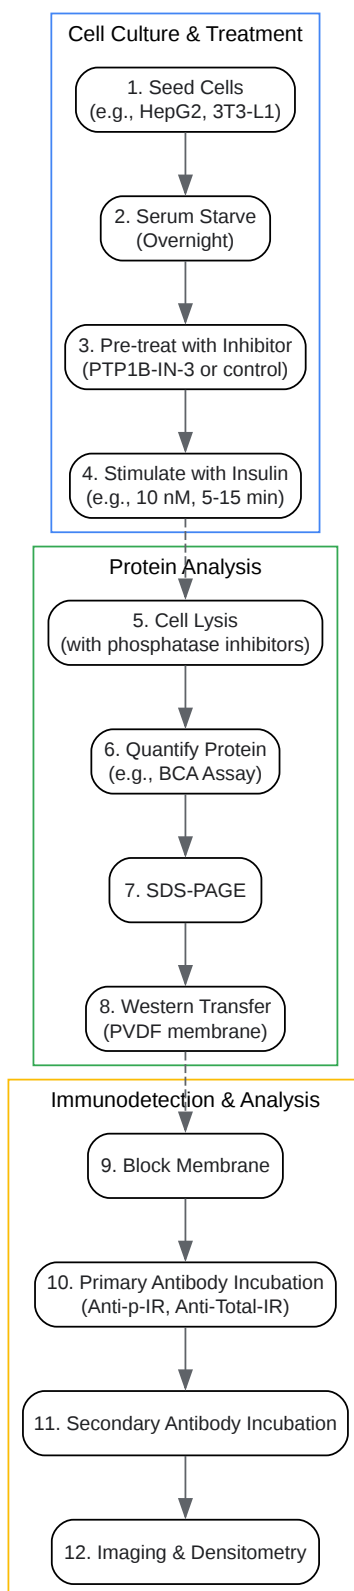 Cell Culture & Treatment
1. Seed Cells
(e.g., HepG2, 3T3-L1)
2. Serum Starve
(Overnight)
3. Pre-treat with Inhibitor
(PTP1B-IN-3 or control)
4. Stimulate with Insulin
(e.g., 10 nM, 5-15 min)
Protein Analysis
5. Cell Lysis
(with phosphatase inhibitors)
6. Quantify Protein
(e.g., BCA Assay)
7. SDS-PAGE
8. Western Transfer
(PVDF membrane)
Immunodetection & Analysis
9. Block Membrane
10. Primary Antibody Incubation
(Anti-p-IR, Anti-Total-IR)
11. Secondary Antibody Incubation
12. Imaging & Densitometry